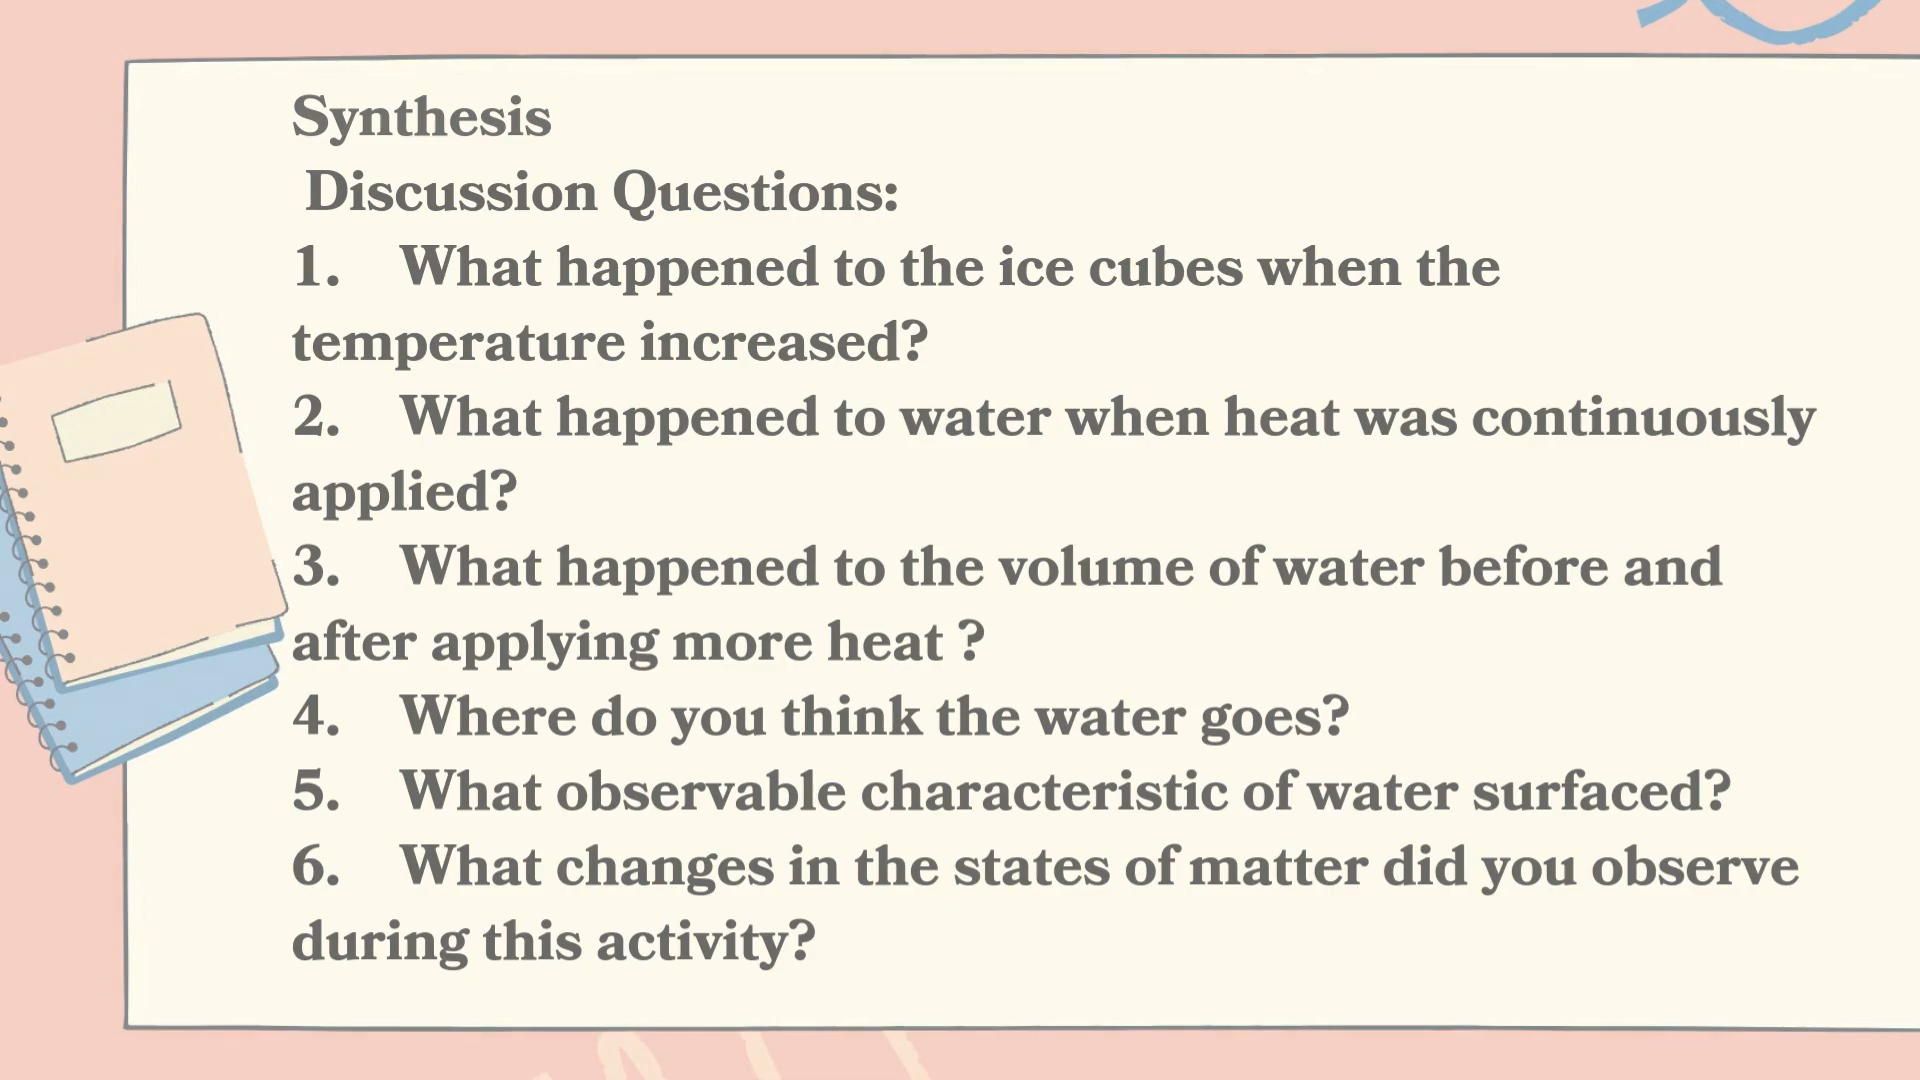 Synthesis
Discussion Questions:
1. What happened to the ice cubes when the
temperature increased?
2. What happened to water when heat was continuously
applied?
3. What happened to the volume of water before and
after applying more heat ?
4. Where do you think the water goes?
5. What observable characteristic of water surfaced?
6. What changes in the states of matter did you observe
during this activity?